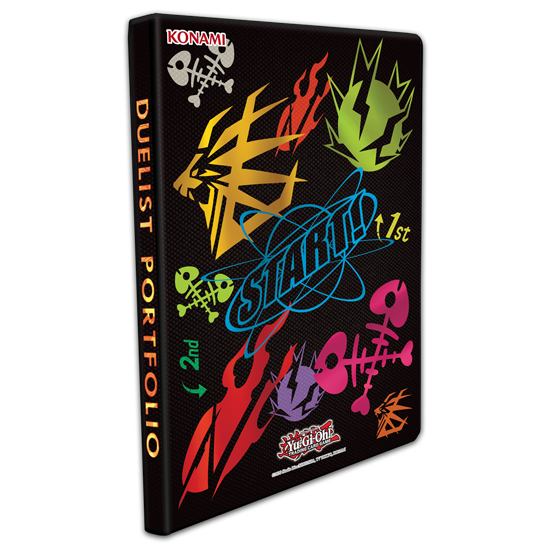 KONAMI
DUELIST PORTFOLIO
START!
1st
2nd
Yu-Gi-Oh!
TRADING CARD GAME